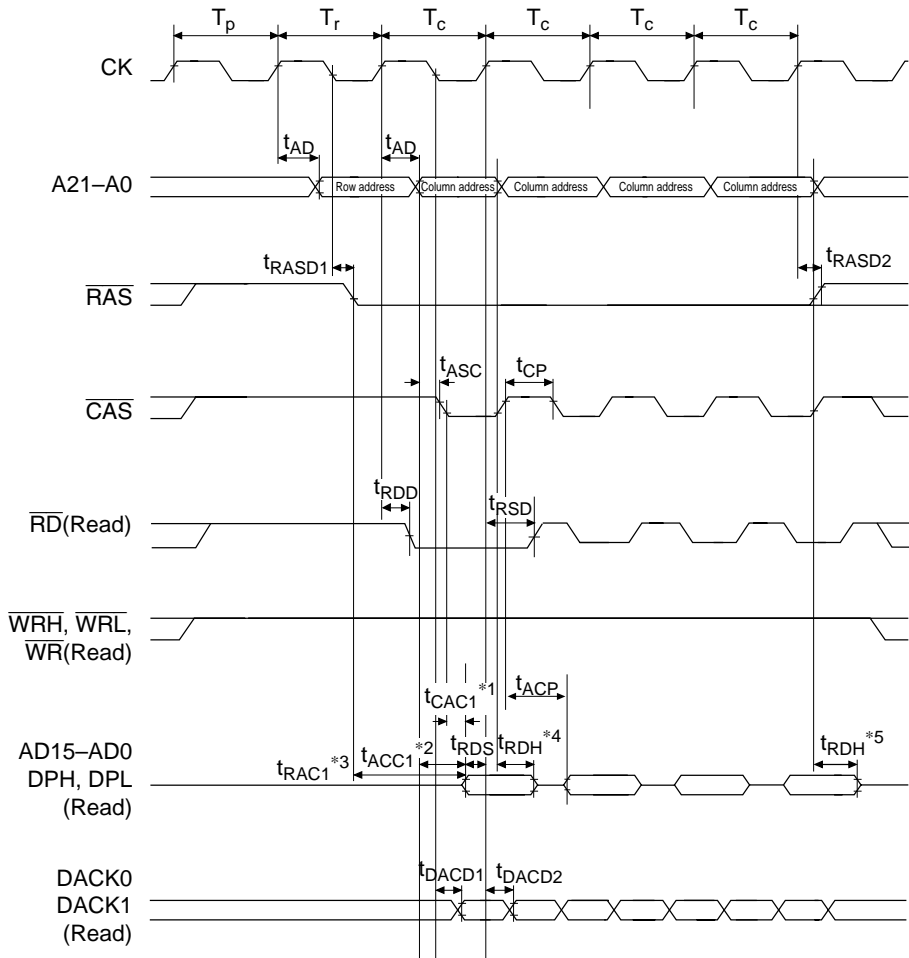 Tp Tr Tc Tc Tc Tc
CK
tAD tAD
A21–A0 Row address Column address Column address Column address Column address
tRASD1 tRASD2
RAS
tASC tCP
CAS
tRDD tRSD
RD(Read)
WRH, WRL,
WR(Read)
tCAC1*1 tACP
AD15–AD0
DPH, DPL
(Read)
tRAC1*3 tACC1*2 tRDS tRDH*4 tRDH*5
DACK0
DACK1
(Read)
tDACD1 tDACD2